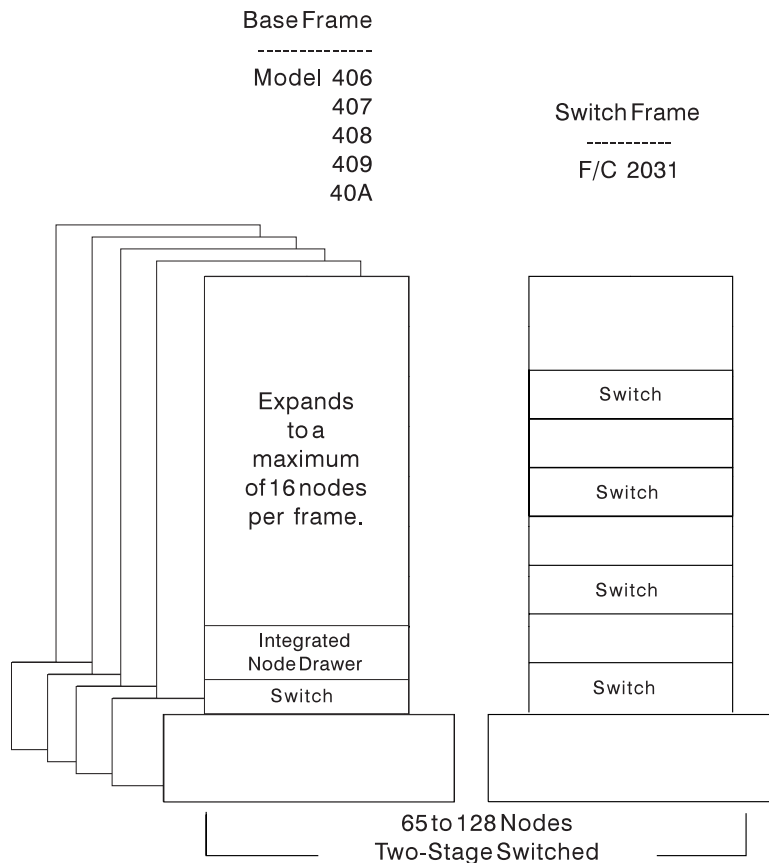 Base Frame
--------------
Model 406
407
408
409
40A
Switch Frame
-----------
F/C 2031
Expands
to a
maximum
of 16 nodes
per frame.
Integrated
Node Drawer
Switch
Switch
Switch
Switch
Switch
65 to 128 Nodes
Two-Stage Switched